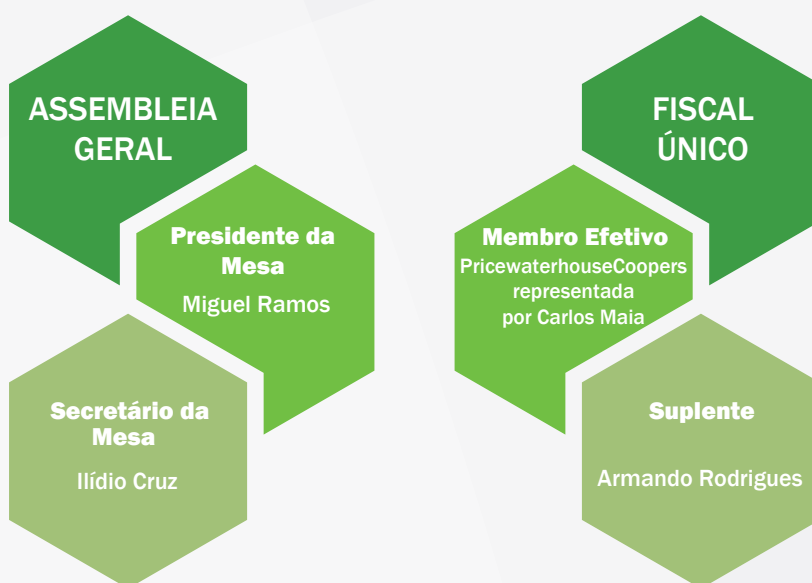 ASSEMBLEIA
GERAL
Presidente da
Mesa
Miguel Ramos
Secretário da
Mesa
Ilídio Cruz
FISCAL
ÚNICO
Membro Efetivo
PricewaterhouseCoopers
representada
por Carlos Maia
Suplente
Armando Rodrigues